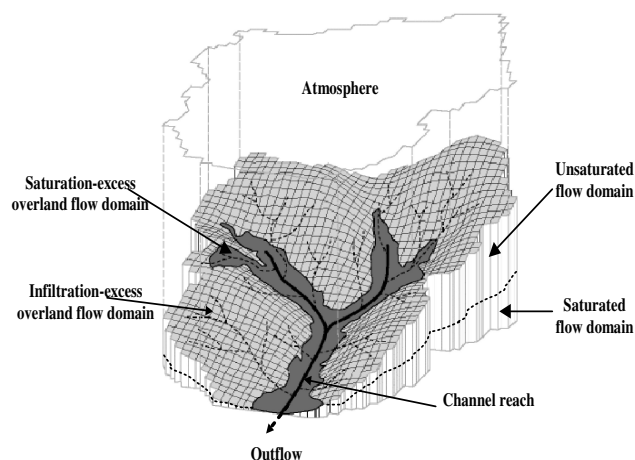 Atmosphere
Saturation-excess
overland flow domain
Unsaturated
flow domain
Infiltration-excess
overland flow domain
Saturated
flow domain
Channel reach
Outflow